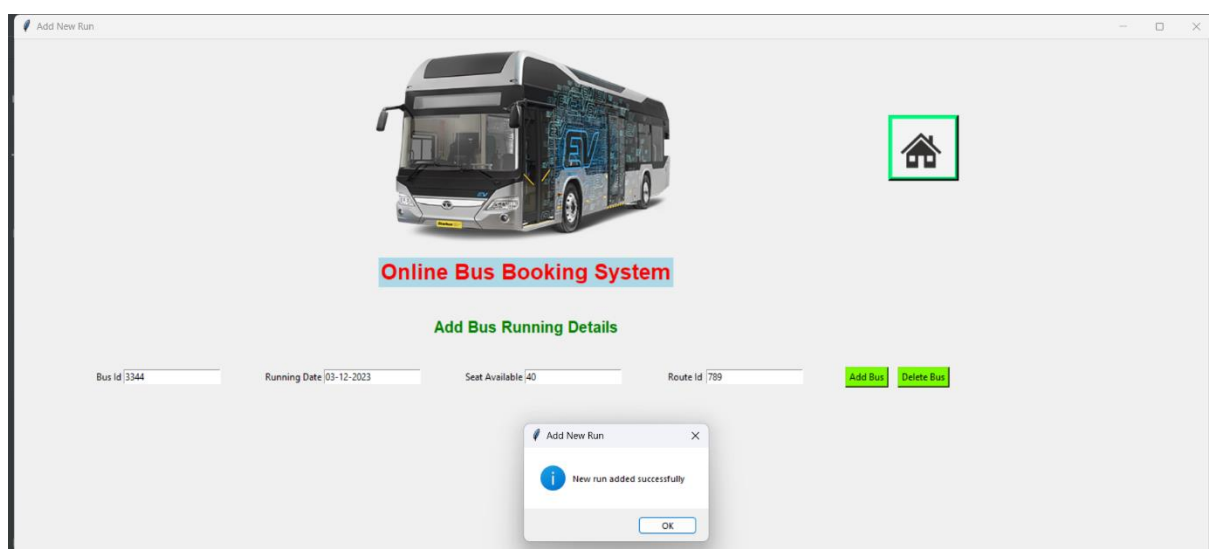 Add New Run
EV
Online Bus Booking System
Add Bus Running Details
Bus Id 3344 Running Date 03-12-2023 Seat Available 40 Route Id 789 Add Bus Delete Bus
Add New Run
New run added successfully
OK